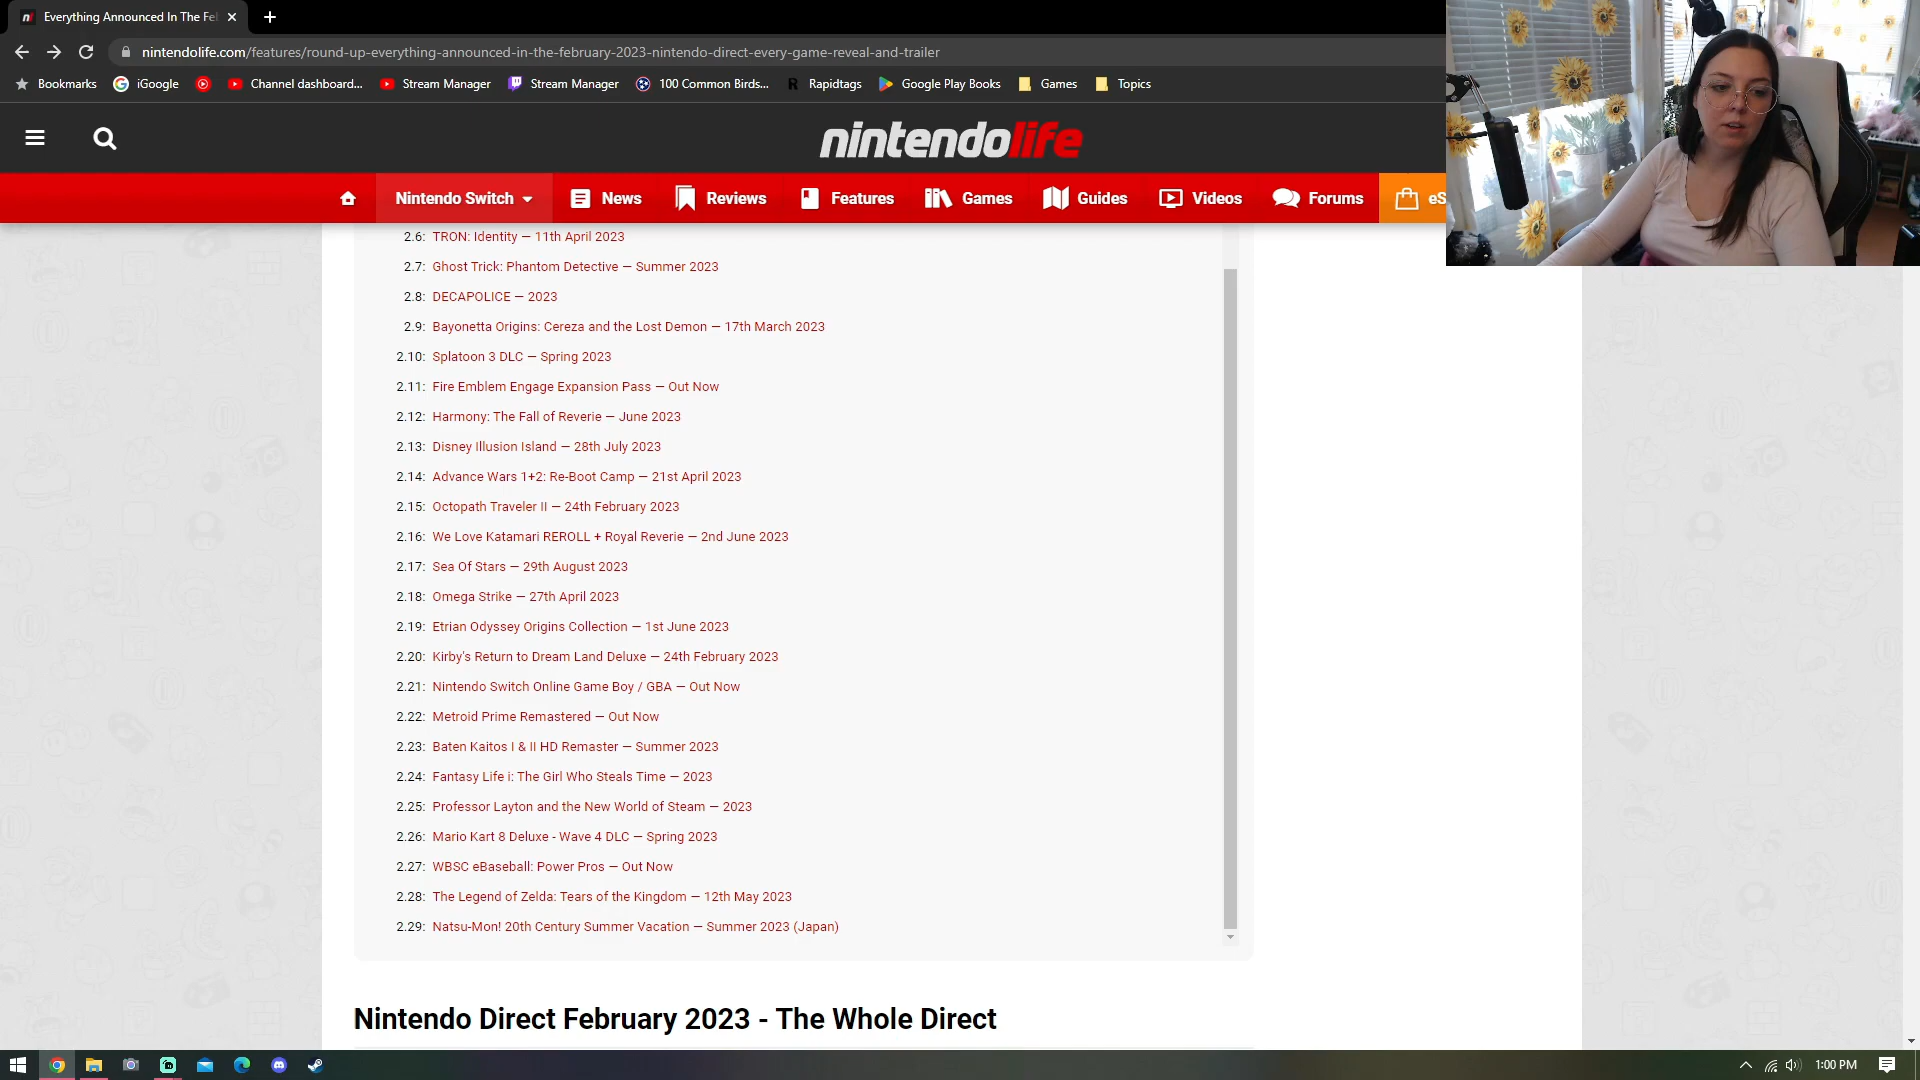 Everything Announced In The Fe
nintendolife.com/features/round-up-everything-announced-in-the-february-2023-nintendo-direct-every-game-reveal-and-trailer
Bookmarks iGoogle Channel dashboard... Stream Manager Stream Manager 100 Common Birds... Rapidtags Google Play Books Games Topics
nintendolife
Nintendo Switch News Reviews Features Games Guides Videos Forums eS
2.6: TRON: Identity — 11th April 2023
2.7: Ghost Trick: Phantom Detective — Summer 2023
2.8: DECAPOLICE — 2023
2.9: Bayonetta Origins: Cereza and the Lost Demon — 17th March 2023
2.10: Splatoon 3 DLC — Spring 2023
2.11: Fire Emblem Engage Expansion Pass — Out Now
2.12: Harmony: The Fall of Reverie — June 2023
2.13: Disney Illusion Island — 28th July 2023
2.14: Advance Wars 1+2: Re-Boot Camp — 21st April 2023
2.15: Octopath Traveler II — 24th February 2023
2.16: We Love Katamari REROLL + Royal Reverie — 2nd June 2023
2.17: Sea Of Stars — 29th August 2023
2.18: Omega Strike — 27th April 2023
2.19: Etrian Odyssey Origins Collection — 1st June 2023
2.20: Kirby's Return to Dream Land Deluxe — 24th February 2023
2.21: Nintendo Switch Online Game Boy / GBA — Out Now
2.22: Metroid Prime Remastered — Out Now
2.23: Baten Kaitos I & II HD Remaster — Summer 2023
2.24: Fantasy Life i: The Girl Who Steals Time — 2023
2.25: Professor Layton and the New World of Steam — 2023
2.26: Mario Kart 8 Deluxe - Wave 4 DLC — Spring 2023
2.27: WBSC eBaseball: Power Pros — Out Now
2.28: The Legend of Zelda: Tears of the Kingdom — 12th May 2023
2.29: Natsu-Mon! 20th Century Summer Vacation — Summer 2023 (Japan)
Nintendo Direct February 2023 - The Whole Direct
1:00 PM